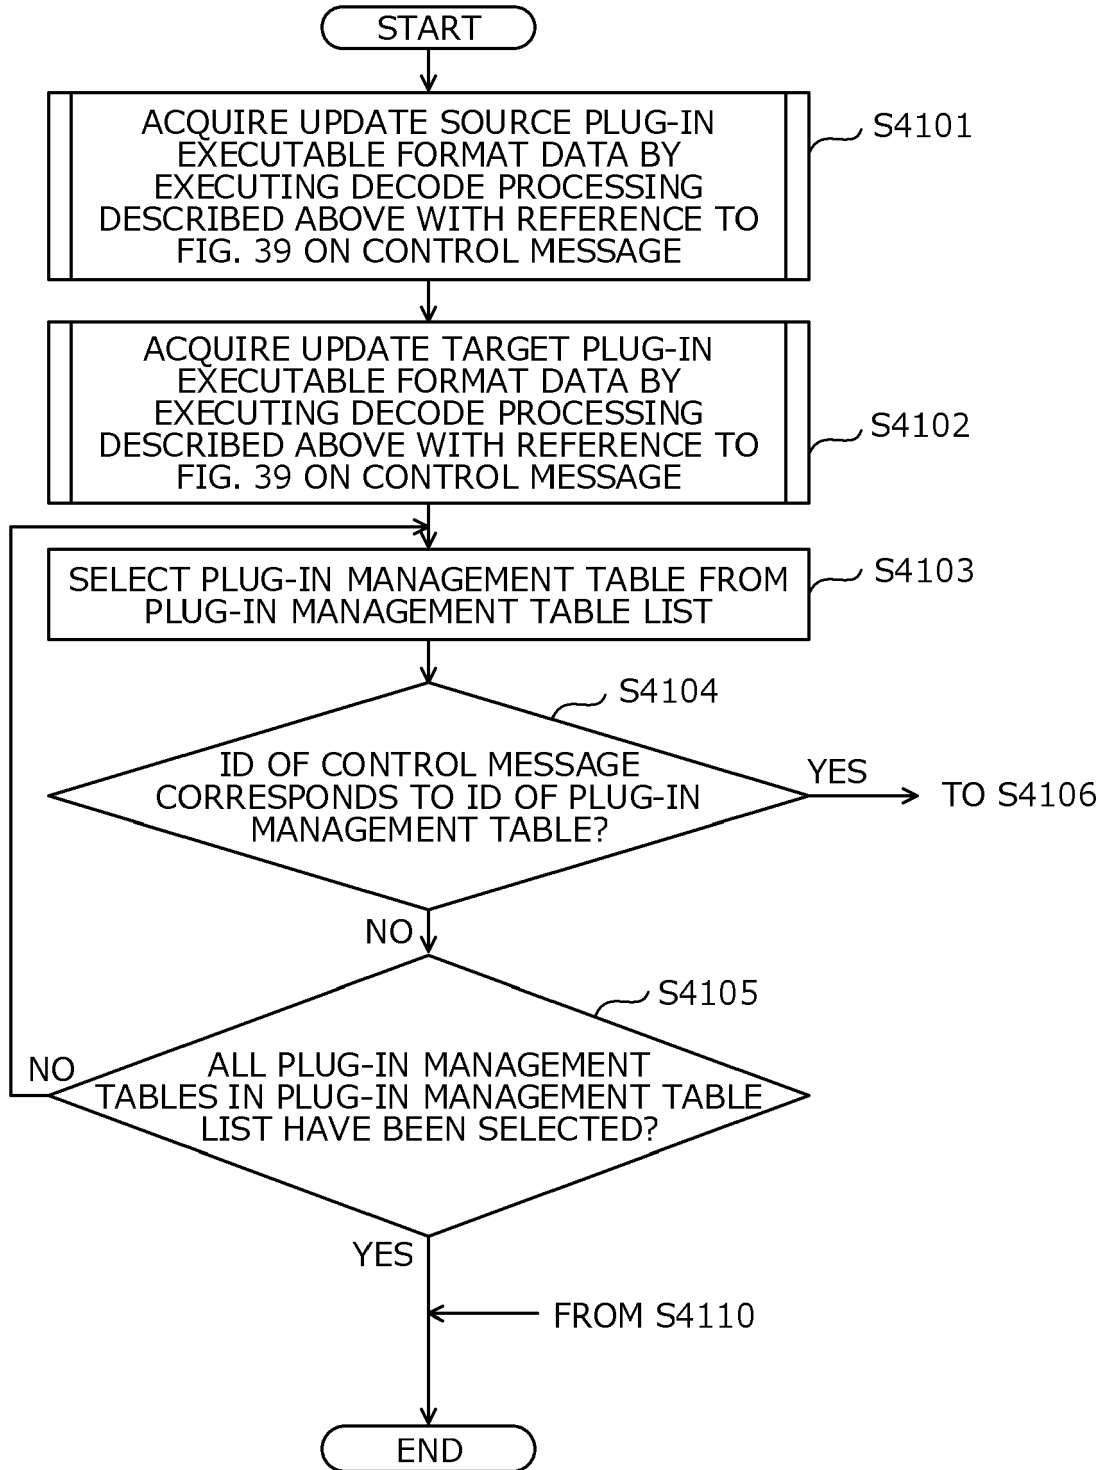 START
ACQUIRE UPDATE SOURCE PLUG-IN
EXECUTABLE FORMAT DATA BY
EXECUTING DECODE PROCESSING
DESCRIBED ABOVE WITH REFERENCE TO
FIG. 39 ON CONTROL MESSAGE
S4101
ACQUIRE UPDATE TARGET PLUG-IN
EXECUTABLE FORMAT DATA BY
EXECUTING DECODE PROCESSING
DESCRIBED ABOVE WITH REFERENCE TO
FIG. 39 ON CONTROL MESSAGE
S4102
SELECT PLUG-IN MANAGEMENT TABLE FROM
PLUG-IN MANAGEMENT TABLE LIST
S4103
S4104
ID OF CONTROL MESSAGE
CORRESPONDS TO ID OF PLUG-IN
MANAGEMENT TABLE?
YES
TO S4106
NO
S4105
ALL PLUG-IN MANAGEMENT
TABLES IN PLUG-IN MANAGEMENT TABLE
LIST HAVE BEEN SELECTED?
NO
YES
FROM S4110
END